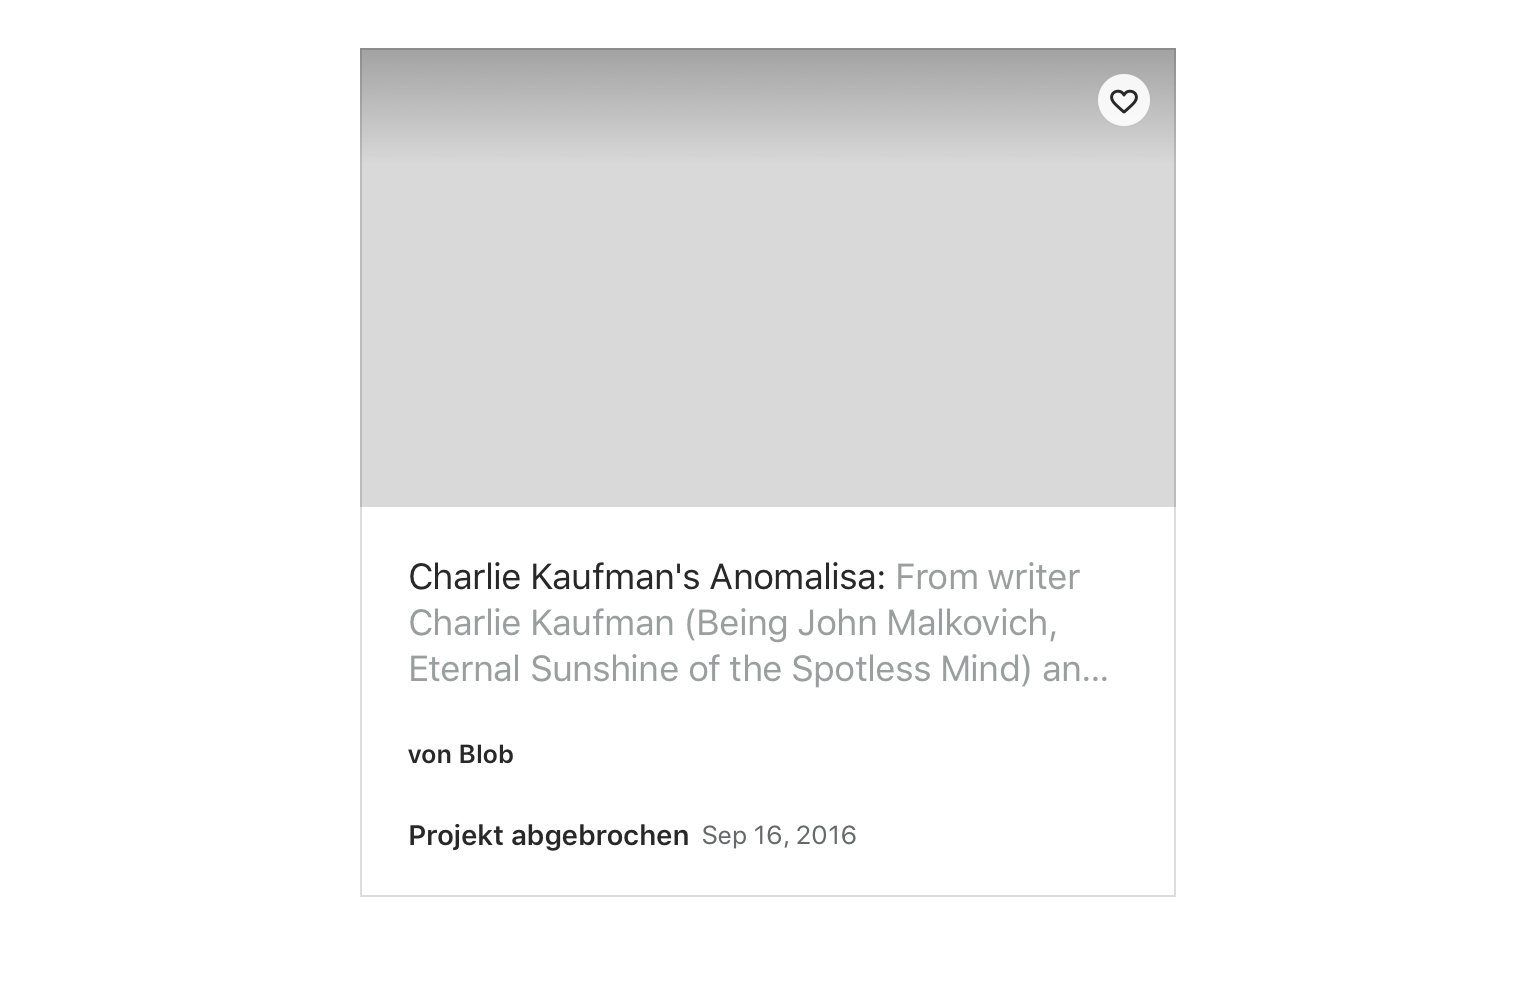 Charlie Kaufman's Anomalisa: From writer
Charlie Kaufman (Being John Malkovich,
Eternal Sunshine of the Spotless Mind) an…
von Blob
Projekt abgebrochen Sep 16, 2016